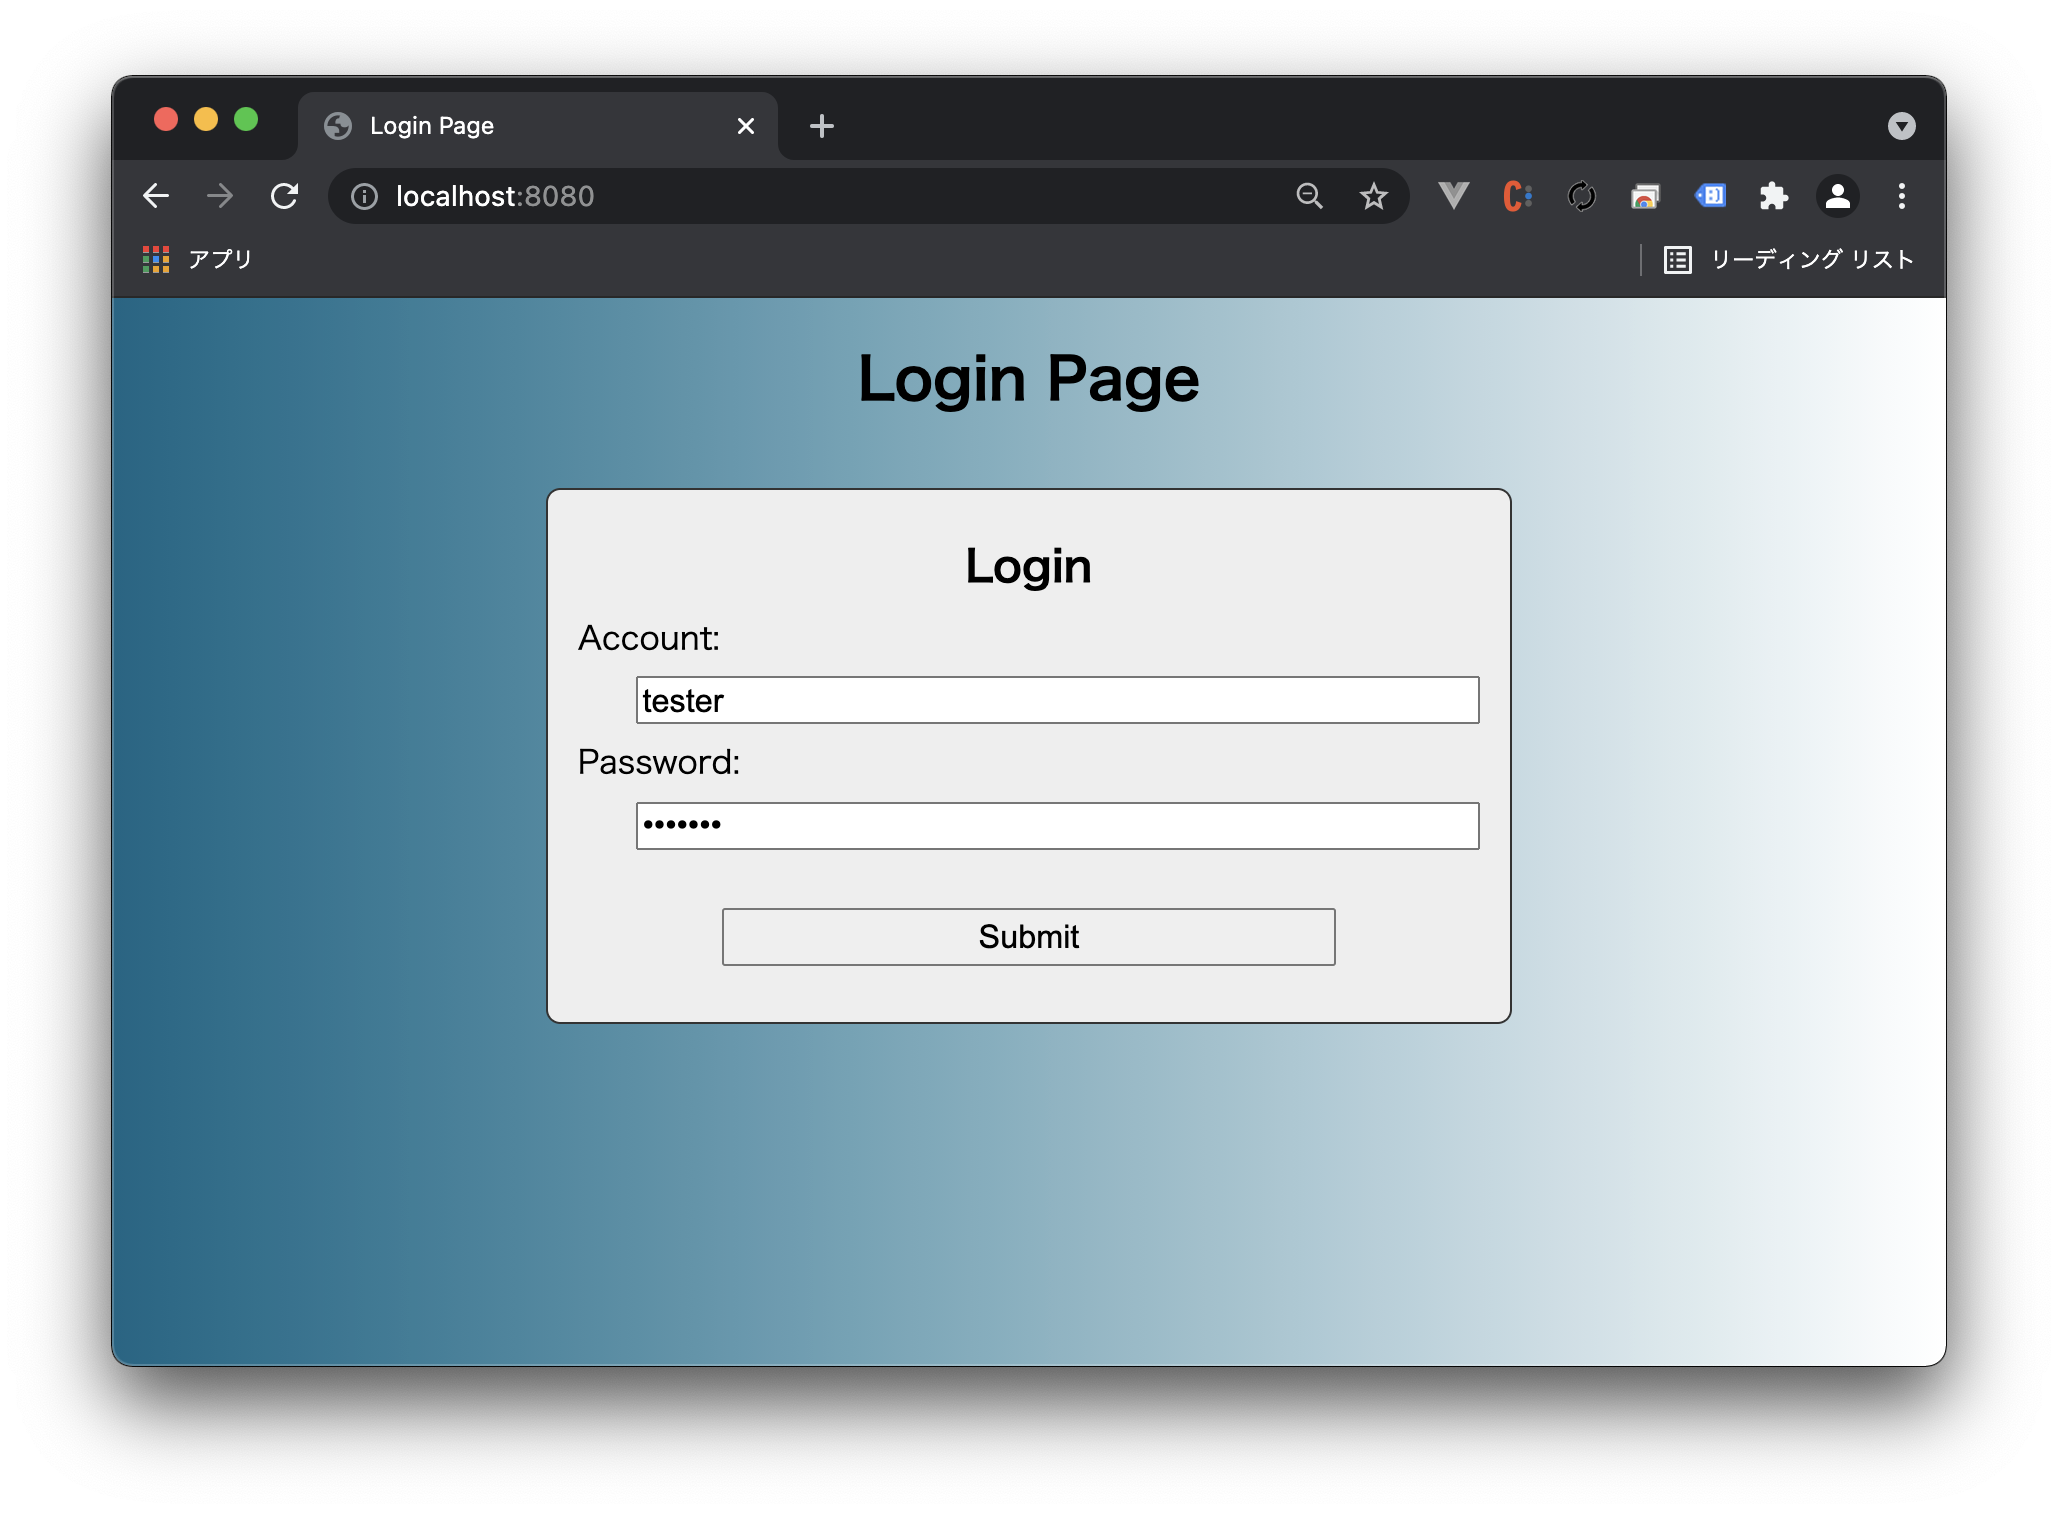 Login Page
localhost:8080
アプリ
リーディング リスト
Login Page
Login
Account:
tester
Password:
•••••••
Submit